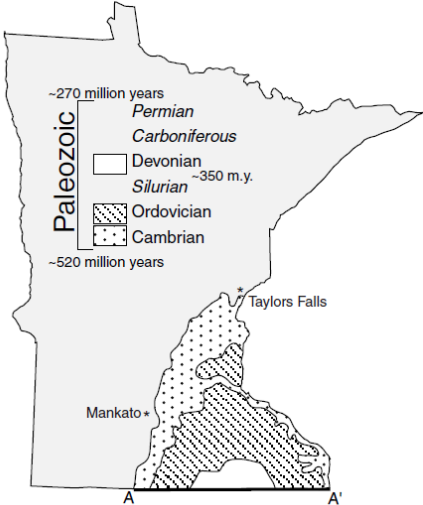 ~270 million years
Permian
Carboniferous
Devonian
Silurian ~350 m.y.
Ordovician
Cambrian
Paleozoic
~520 million years
* Taylors Falls
Mankato *
A A'